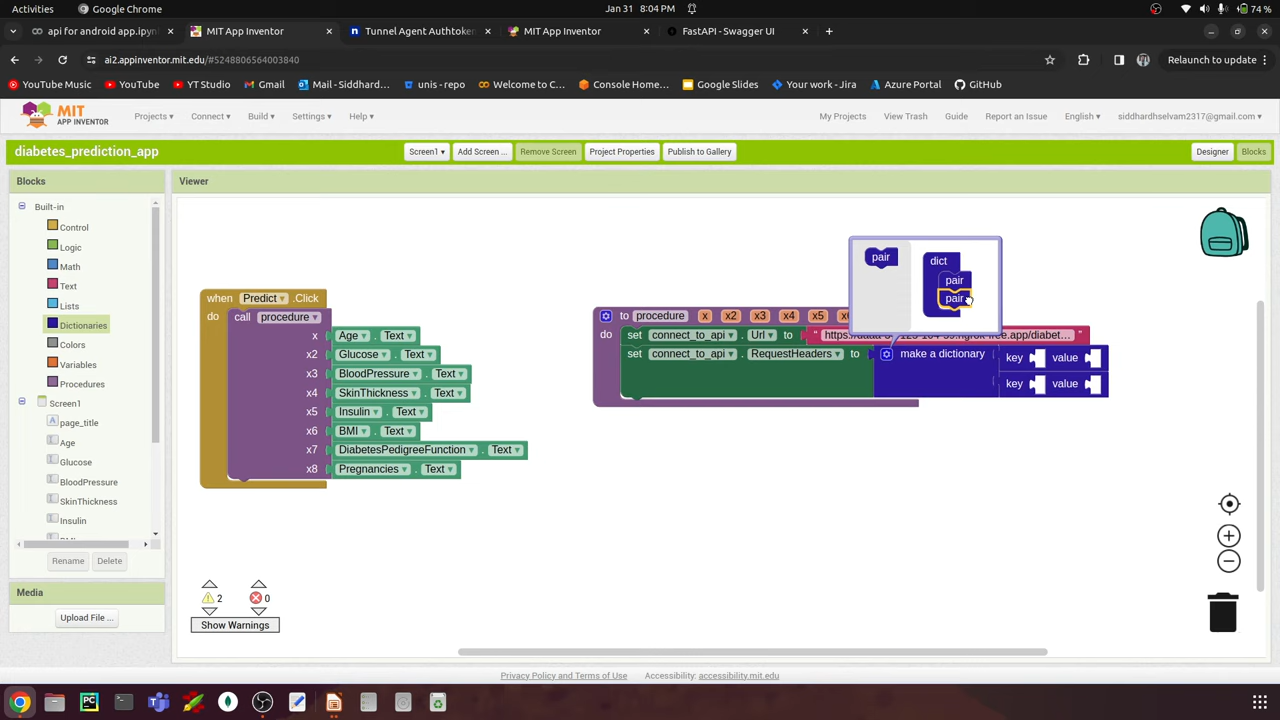 Activities
Google Chrome
Jan 31 8:04 PM
74 %
api for android app.ipyn
MIT App Inventor
Tunnel Agent Authtoke
MIT App Inventor
FastAPI - Swagger UI
ai2.appinventor.mit.edu/#5248806564003840
Relaunch to update
YouTube Music
YouTube
YT Studio
Gmail
Mail - Siddhard...
unis - repo
Welcome to C...
Console Home...
Google Slides
Your work - Jira
Azure Portal
GitHub
MIT
APP INVENTOR
Projects
Connect
Build
Settings
Help
My Projects
View Trash
Guide
Report an Issue
English
siddhardhselvam2317@gmail.com
diabetes_prediction_app
Screen1
Add Screen ...
Remove Screen
Project Properties
Publish to Gallery
Designer
Blocks
Blocks
Viewer
Built-in
Control
Logic
Math
Text
Lists
Dictionaries
Colors
Variables
Procedures
Screen1
page_title
Age
Glucose
BloodPressure
SkinThickness
Insulin
Rename
Delete
Media
Upload File ...
when Predict .Click
do call procedure
x Age . Text
x2 Glucose . Text
x3 BloodPressure . Text
x4 SkinThickness . Text
x5 Insulin . Text
x6 BMI . Text
x7 DiabetesPedigreeFunction . Text
x8 Pregnancies . Text
pair
dict
pair
pair
to procedure x x2 x3 x4 x5
do set connect_to_api . Url to
set connect_to_api . RequestHeaders to make a dictionary key value
key value
2
0
Show Warnings
Privacy Policy and Terms of Use
Accessibility: accessibility.mit.edu